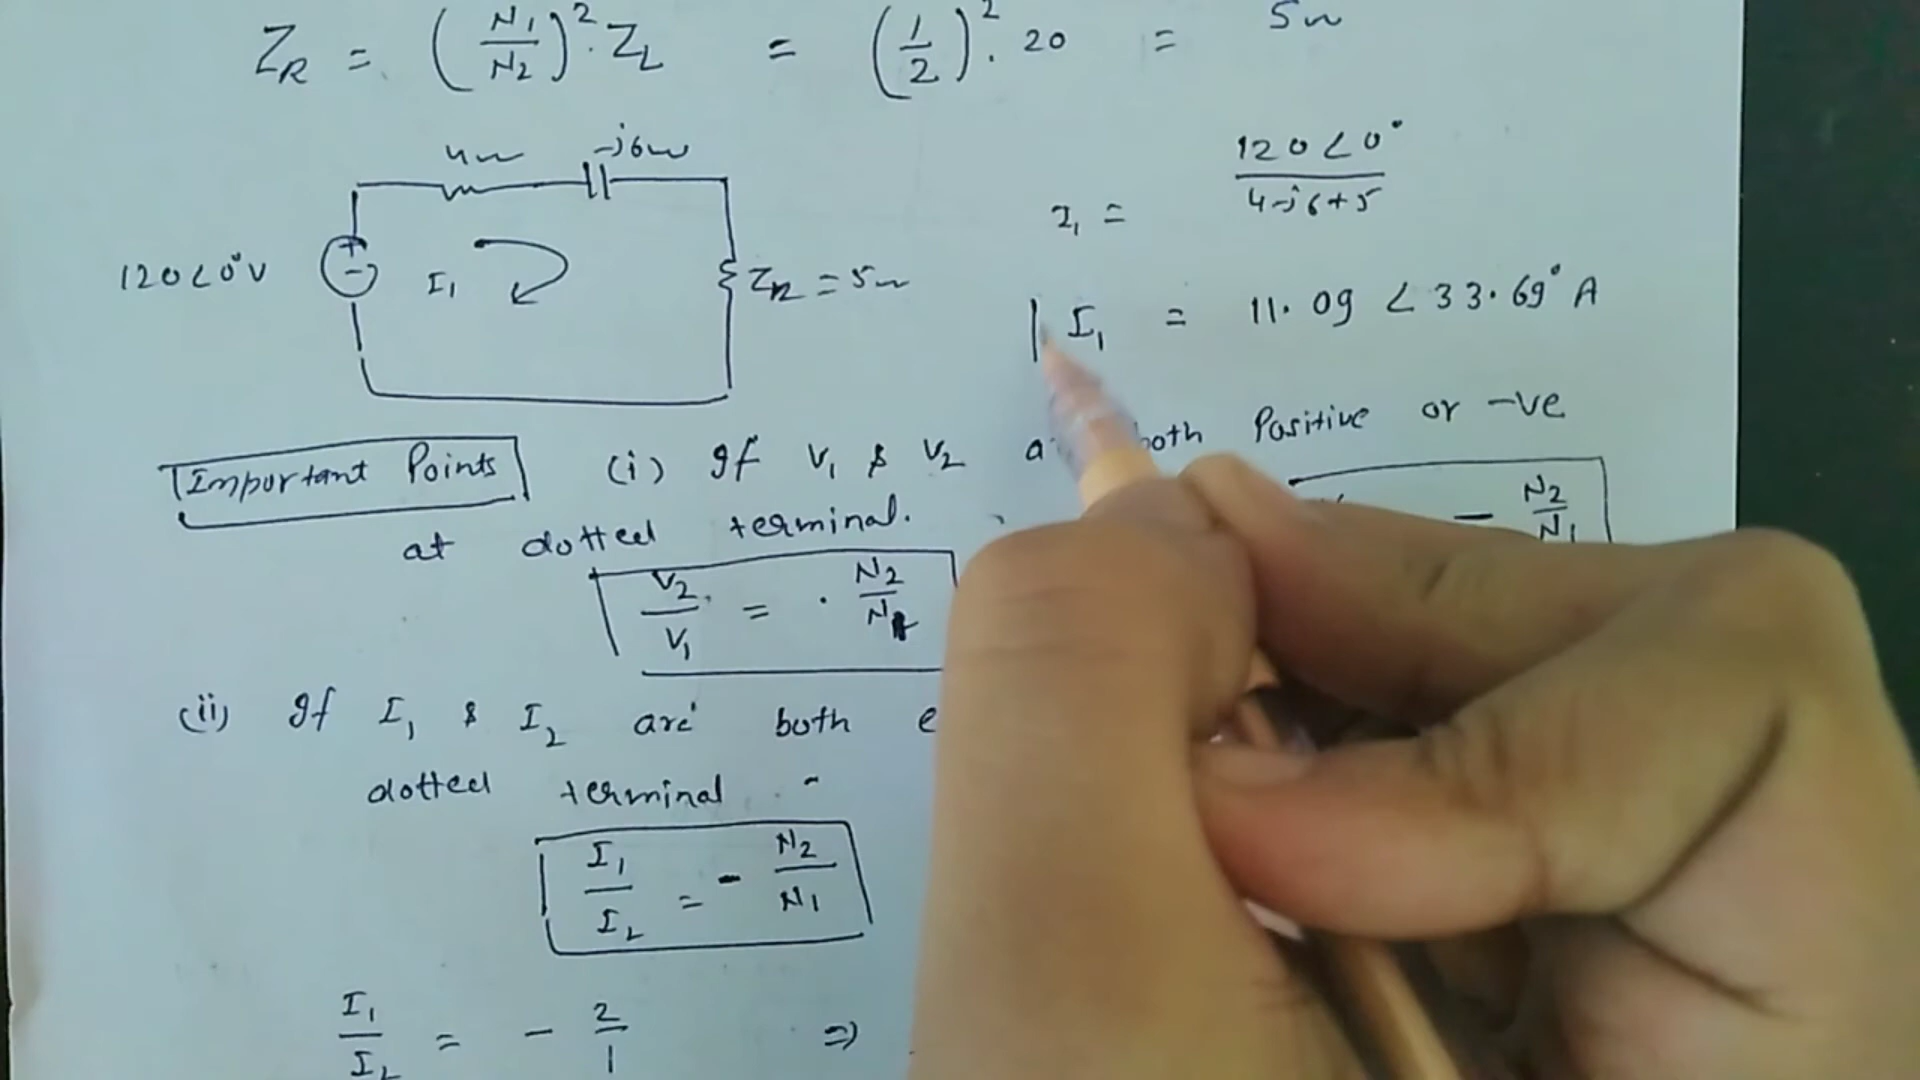 Z_R = (N1/N2)^2 . Z_L = (1/2)^2 . 20 = 5Ω
4Ω -j6Ω
120∠0° V I1 Z_R = 5Ω
I1 = 120∠0° / 4-j6+5
I1 = 11.09 ∠33.69° A
Important Points (i) If V1 & V2 both Positive or -ve
at dotted terminal.
V2/V1 = . N2/N1 - N2/N1
(ii) If I1 & I2 are both
dotted terminal -
I1/I2 = - N2/N1
I1/I2 = - 2/1 ⇒